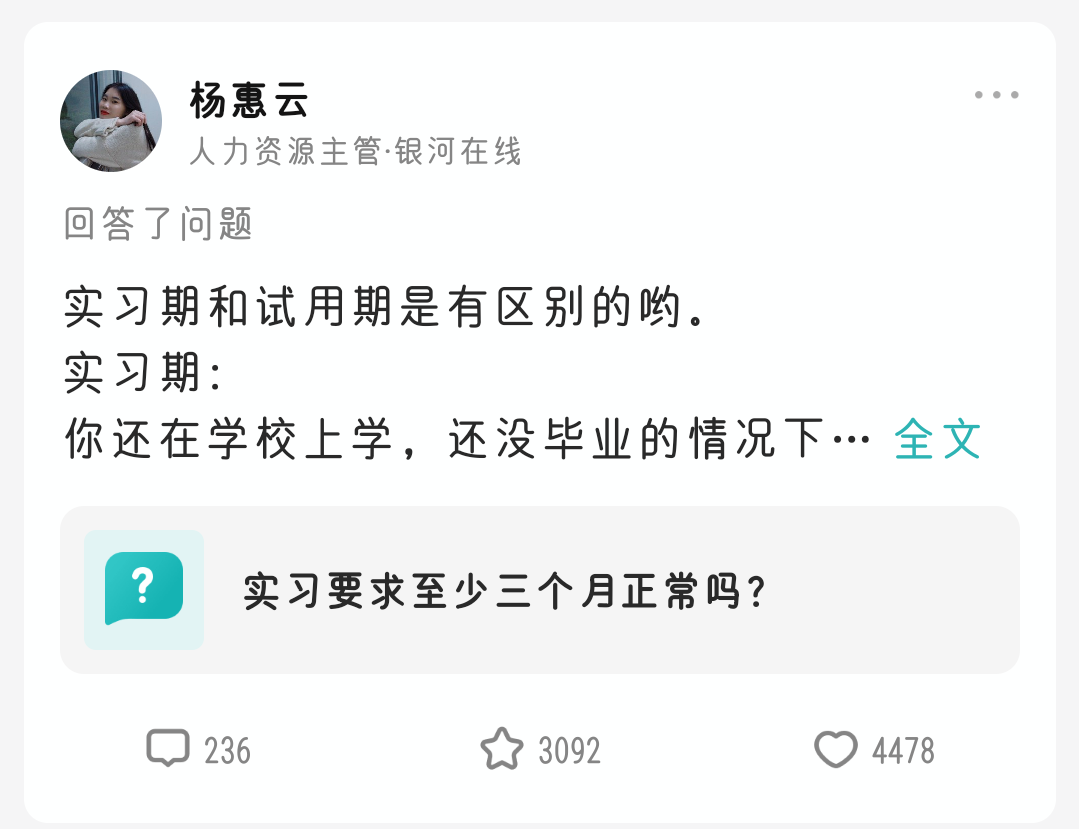 杨惠云
人力资源主管·银河在线
回答了问题
实习期和试用期是有区别的哟。
实习期：
你还在学校上学，还没毕业的情况下… 全文
实习要求至少三个月正常吗？
236 3092 4478